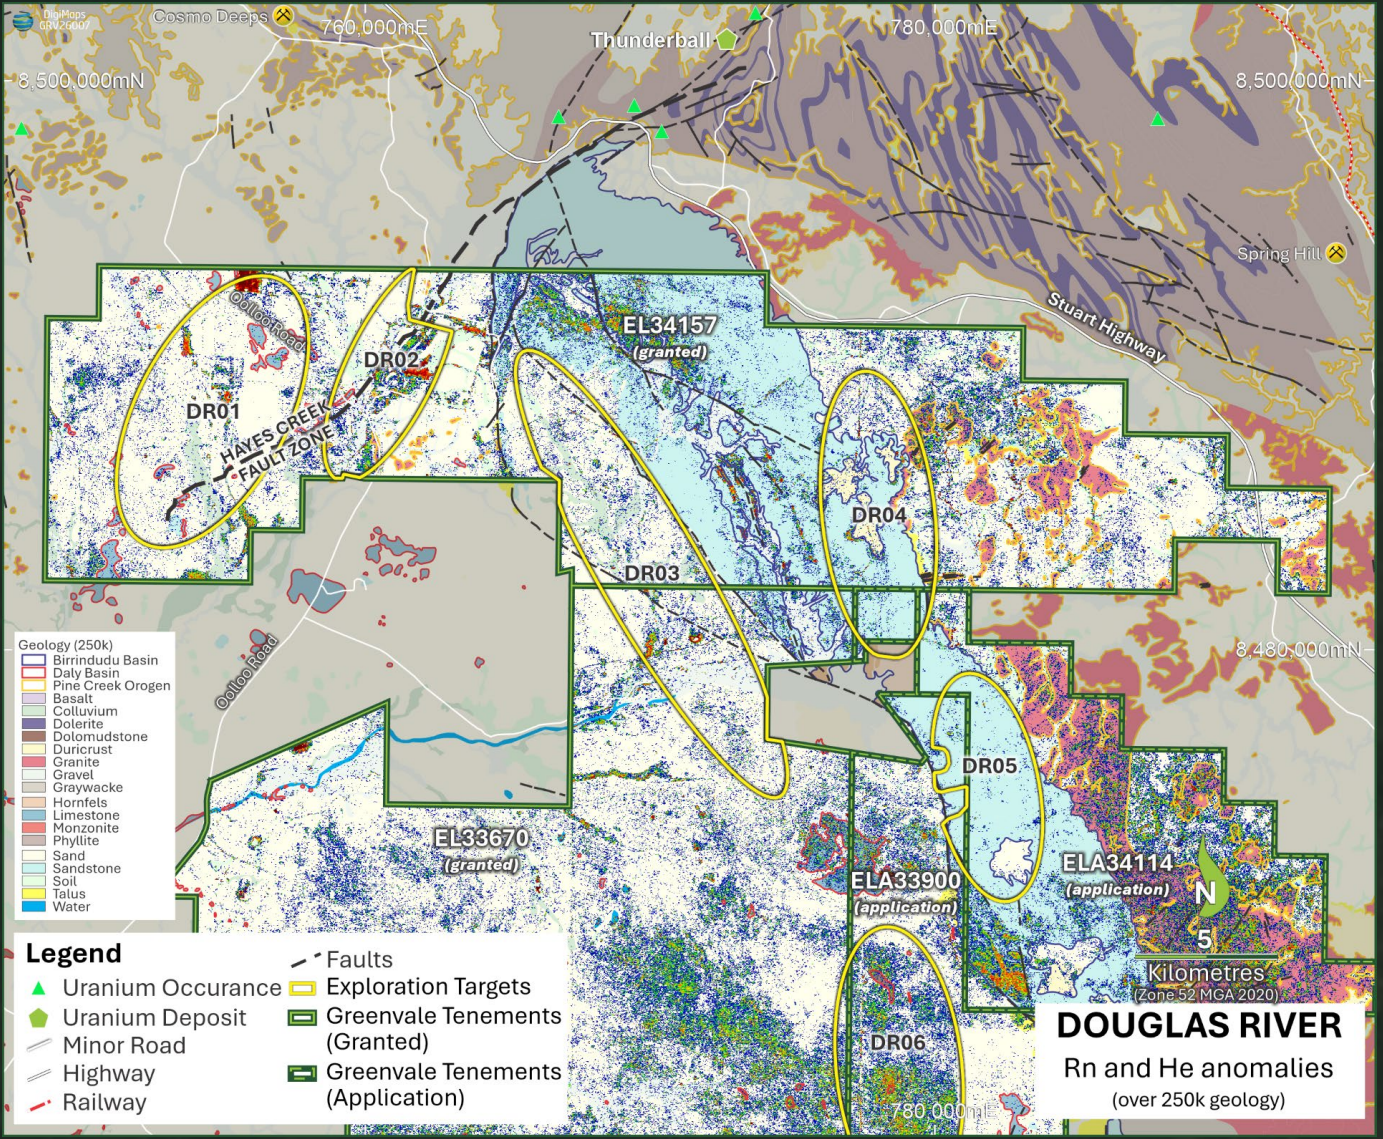 DigiMaps
GRV26007
Cosmo Deeps
760,000mE
Thunderball
780,000mE
8,500,000mN
8,500,000mN
Spring Hill
Stuart Highway
Oolloo Road
EL34157
(granted)
DR02
DR01
HAYES CREEK
FAULT ZONE
DR04
DR03
8,480,000mN
Oolloo Road
Geology (250k)
Birrindudu Basin
Daly Basin
Pine Creek Orogen
Basalt
Colluvium
Dolerite
Dolomudstone
Duricrust
Granite
Gravel
Graywacke
Hornfels
Limestone
Monzonite
Phyllite
Sand
Sandstone
Soil
Talus
Water
DR05
EL33670
(granted)
ELA33900
(application)
ELA34114
(application)
N
5
Kilometres
(Zone 52 MGA 2020)
Legend
Uranium Occurance
Uranium Deposit
Minor Road
Highway
Railway
Faults
Exploration Targets
Greenvale Tenements
(Granted)
Greenvale Tenements
(Application)
DR06
780,000mE
DOUGLAS RIVER
Rn and He anomalies
(over 250k geology)